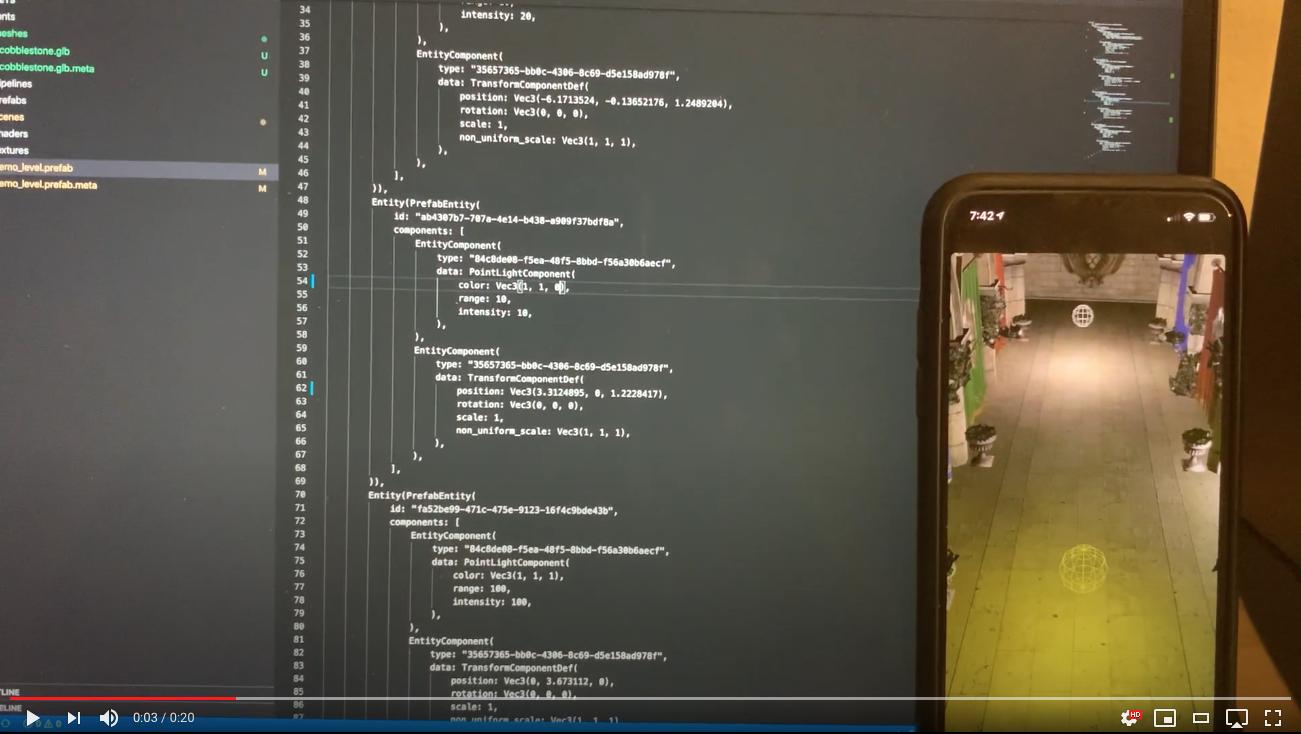 eshes
cobblestone.glb U
cobblestone.glb.meta U
ipelines
refabs
cenes
haders
extures
emo_level.prefab M
emo_level.prefab.meta M
TLINE
34
35 intensity: 20,
36 ),
37 ),
38 EntityComponent(
39 type: "35657365-bb0c-4306-8c69-d5e158ad978f",
40 data: TransformComponentDef(
41 position: Vec3(-6.1713524, -0.13652176, 1.2489204),
42 rotation: Vec3(0, 0, 0),
43 scale: 1,
44 non_uniform_scale: Vec3(1, 1, 1),
45 ),
46 ),
47 ],
)),
48 Entity(PrefabEntity(
49 id: "ab4307b7-707a-4e14-b438-a909f37bdf8a",
50 components: [
51 EntityComponent(
52 type: "84c8de08-f5ea-48f5-8bbd-f56a30b6aecf",
53 data: PointLightComponent(
54 color: Vec3(1, 1, 0),
55 range: 10,
56 intensity: 10,
57 ),
58 ),
59 EntityComponent(
60 type: "35657365-bb0c-4306-8c69-d5e158ad978f",
61 data: TransformComponentDef(
62 position: Vec3(3.3124895, 0, 1.2228417),
63 rotation: Vec3(0, 0, 0),
64 scale: 1,
65 non_uniform_scale: Vec3(1, 1, 1),
66 ),
67 ),
68 ],
69 )),
70 Entity(PrefabEntity(
71 id: "fa52be99-471c-475e-9123-16f4c9bde43b",
72 components: [
73 EntityComponent(
74 type: "84c8de08-f5ea-48f5-8bbd-f56a30b6aecf",
75 data: PointLightComponent(
76 color: Vec3(1, 1, 1),
77 range: 100,
78 intensity: 100,
79 ),
80 ),
81 EntityComponent(
82 type: "35657365-bb0c-4306-8c69-d5e158ad978f",
83 data: TransformComponentDef(
84 position: Vec3(0, 3.673112, 0),
85 rotation: Vec3(0, 0, 0),
86 scale: 1,
87 non_uniform_scale: Vec3(1, 1, 1)
7:42
0:03 / 0:20
HD